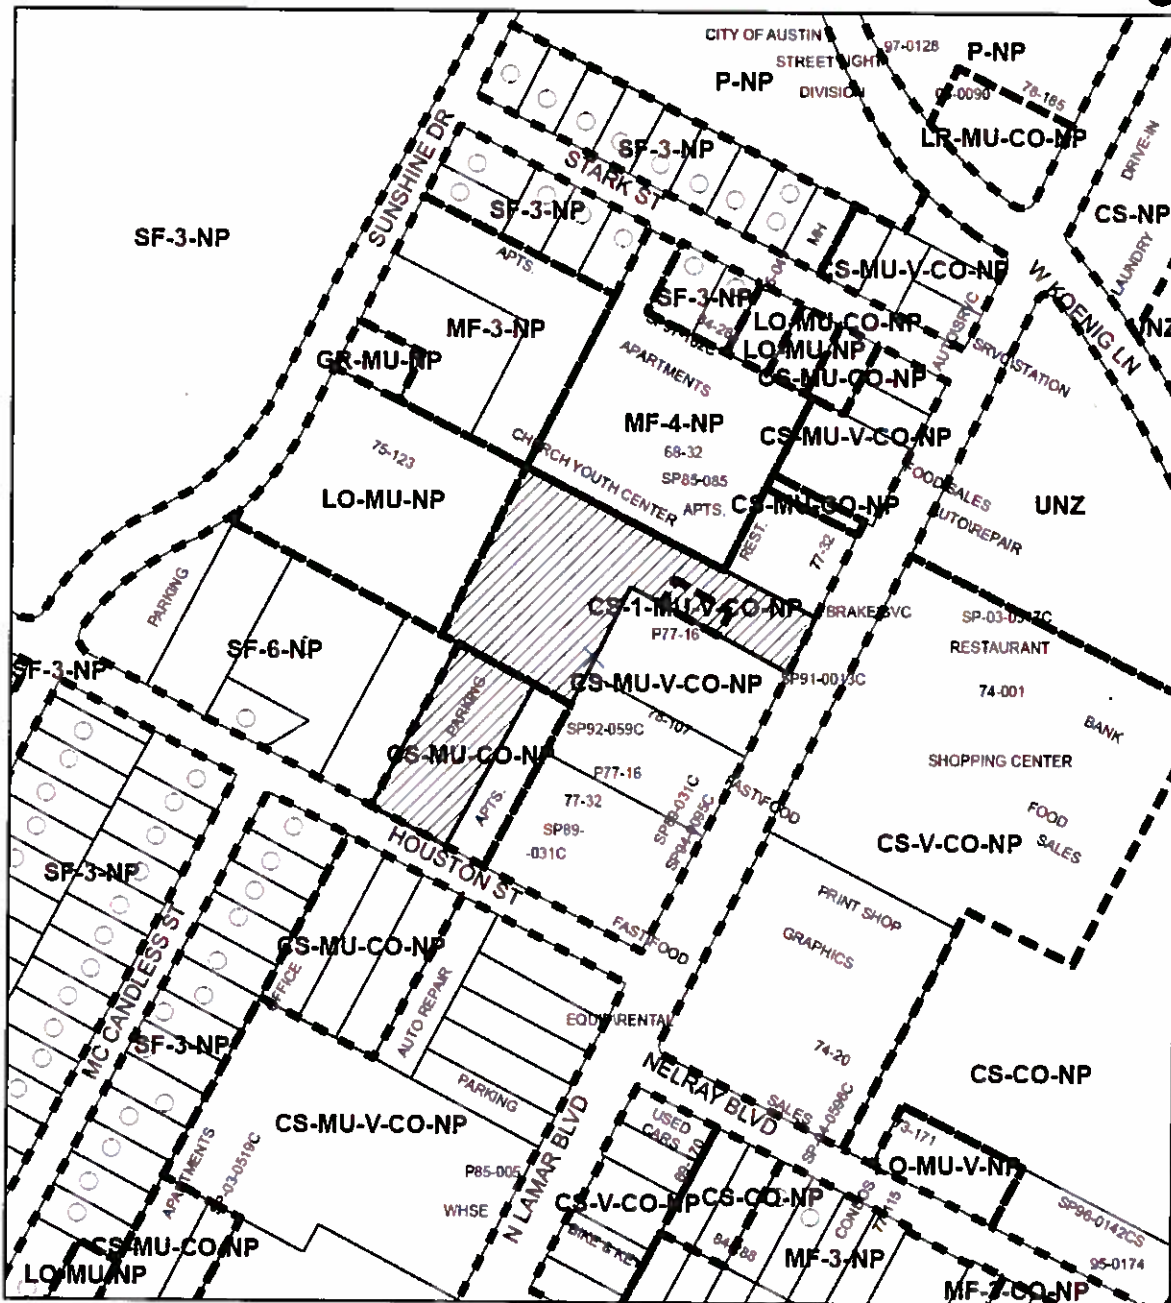 CITY OF AUSTIN
STREET LIGHT
DIVISION
97-0128
P-NP
P-NP
78-165
LR-MU-CO-NP
DRIVE-IN
SUNSHINE DR
SF-3-NP
STARK ST
SF-3-NP
CS-NP
LAUNDRY
SF-3-NP
APTS.
MH
CS-MU-V-CO-NP
W KOENIG LN
SF-3-NP
LO-MU-CO-NP
AUTO SRVC
MF-3-NP
GR-MU-NP
APARTMENTS
LO-MU-NP
SRVC STATION
CS-MU-CO-NP
MF-4-NP
68-32
SP85-085
APTS.
CS-MU-V-CO-NP
CHURCH YOUTH CENTER
75-123
LO-MU-NP
FOOD SALES
CS-MU-CO-NP
UNZ
AUTO REPAIR
REST.
77-32
PARKING
CS-1-MU-V-CO-NP
P77-16
BRAKE SVC
RESTAURANT
74-001
SF-6-NP
SF-3-NP
CS-MU-V-CO-NP
SP91-0013C
PARKING
SP92-059C
78-107
BANK
CS-MU-CO-NP
P77-16
77-32
SP89-
-031C
APTS.
SHOPPING CENTER
FOOD
SALES
FAST FOOD
CS-V-CO-NP
HOUSTON ST
SF-3-NP
PRINT SHOP
GRAPHICS
FAST FOOD
CS-MU-CO-NP
OFFICE
AUTO REPAIR
MC CANDLESS ST
EQUIP RENTAL
SF-3-NP
74-20
NELRAY BLVD
CS-CO-NP
PARKING
SALES
CS-MU-V-CO-NP
USED
CARS
APARTMENTS
P85-005
WHSE
N LAMAR BLVD
LO-MU-V-NP
CS-V-CO-NP
CS-CO-NP
CONDOS
SP96-0142CS
95-0174
MF-3-NP
CS-MU-CO-NP
LO-MU-NP